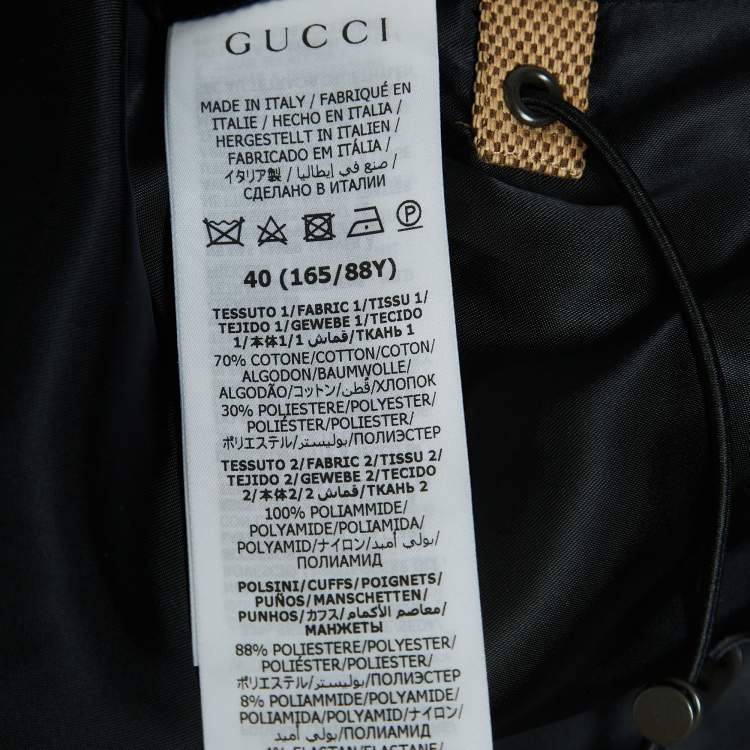 GUCCI
MADE IN ITALY / FABRIQUÉ EN
ITALIE / HECHO EN ITALIA /
HERGESTELLT IN ITALIEN /
FABRICADO EM ITÁLIA /
イタリア製 / صنع في إيطاليا /
СДЕЛАНО В ИТАЛИИ
P
40 (165/88Y)
TESSUTO 1/FABRIC 1/TISSU 1/
TEJIDO 1/GEWEBE 1/TECIDO
1/本体1/قماش 1/ТКАНЬ 1
70% COTONE/COTTON/COTON/
ALGODON/BAUMWOLLE/
ALGODÃO/コットン/قُطن/ХЛОПОК
30% POLIESTERE/POLYESTER/
POLIÉSTER/POLIESTER/
ポリエステル/بوليستر/ПОЛИЭСТЕР
TESSUTO 2/FABRIC 2/TISSU 2/
TEJIDO 2/GEWEBE 2/TECIDO
2/本体2/قماش 2/ТКАНЬ 2
100% POLIAMMIDE/
POLYAMIDE/POLIAMIDA/
POLYAMID/ナイロン/بولي أميد/
ПОЛИАМИД
POLSINI/CUFFS/POIGNETS/
PUÑOS/MANSCHETTEN/
PUNHOS/カフス/معاصم الأكمام/
МАНЖЕТЫ
88% POLIESTERE/POLYESTER/
POLIÉSTER/POLIESTER/
ポリエステル/بوليستر/ПОЛИЭСТЕР
8% POLIAMMIDE/POLYAMIDE/
POLIAMIDA/POLYAMID/ナイロン/
بولي أميد/ПОЛИАМИД
4% ELASTAN/ELASTANE/